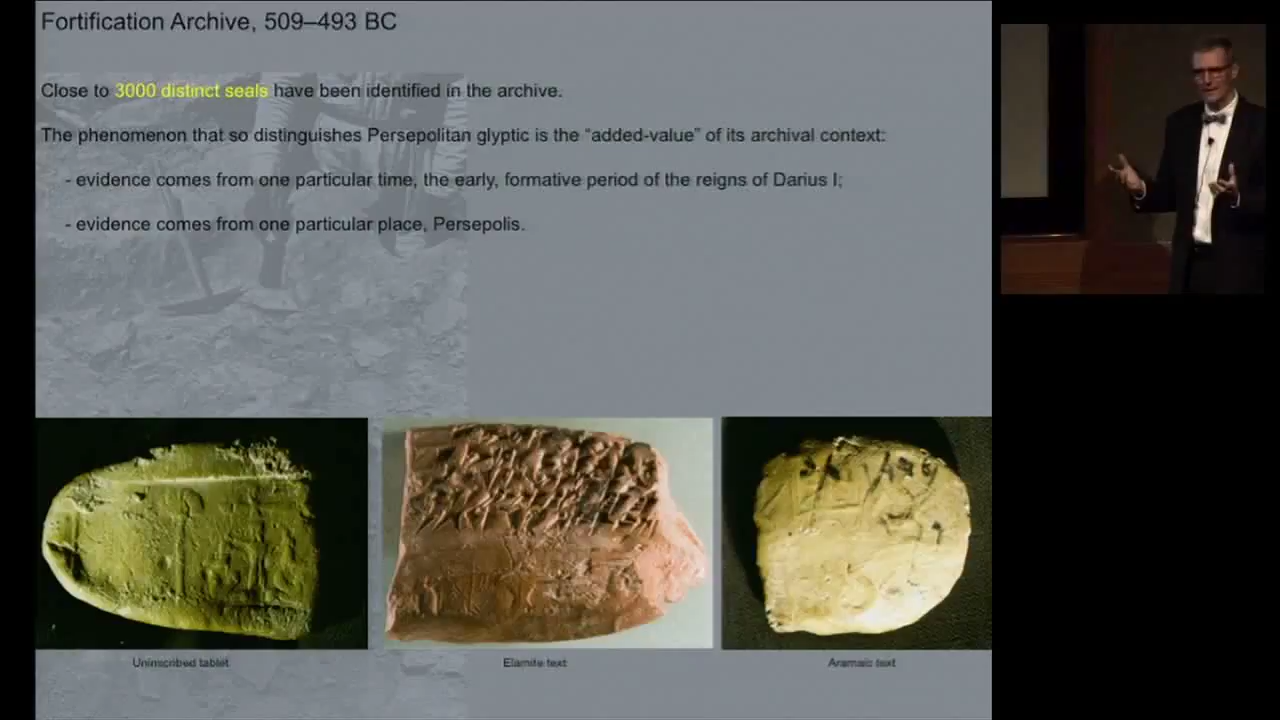 Fortification Archive, 509–493 BC
Close to 3000 distinct seals have been identified in the archive.
The phenomenon that so distinguishes Persepolitan glyptic is the “added-value” of its archival context:
- evidence comes from one particular time, the early, formative period of the reigns of Darius I;
- evidence comes from one particular place, Persepolis.
Uninscribed tablet
Elamite text
Aramaic text